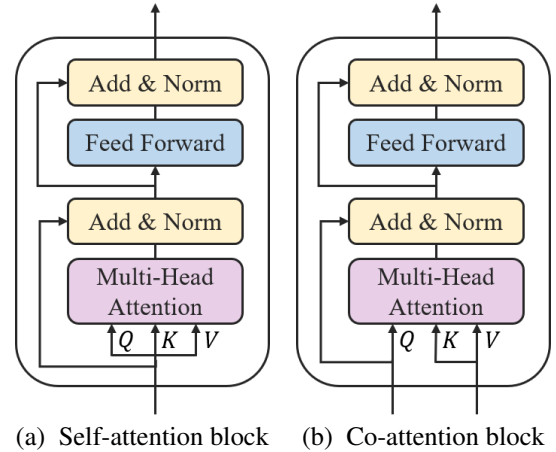 Add & Norm
Feed Forward
Add & Norm
Multi-Head
Attention
Q K V
(a) Self-attention block
Add & Norm
Feed Forward
Add & Norm
Multi-Head
Attention
Q K V
(b) Co-attention block